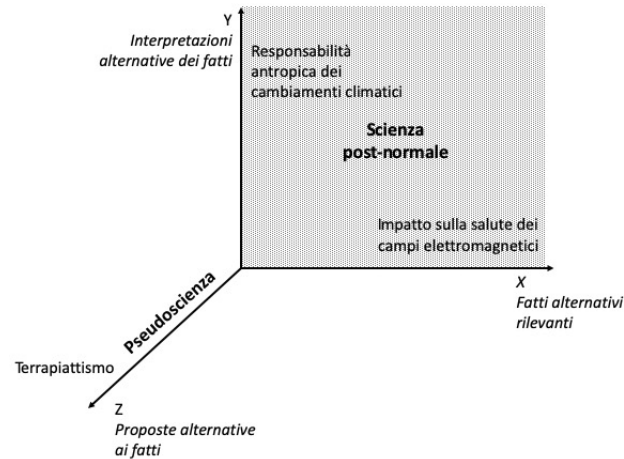 Y
Interpretazioni
alternative dei fatti
Responsabilità
antropica dei
cambiamenti climatici
Scienza
post-normale
Impatto sulla salute dei
campi elettromagnetici
X
Fatti alternativi
rilevanti
Pseudoscienza
Terrapiattismo
Z
Proposte alternative
ai fatti